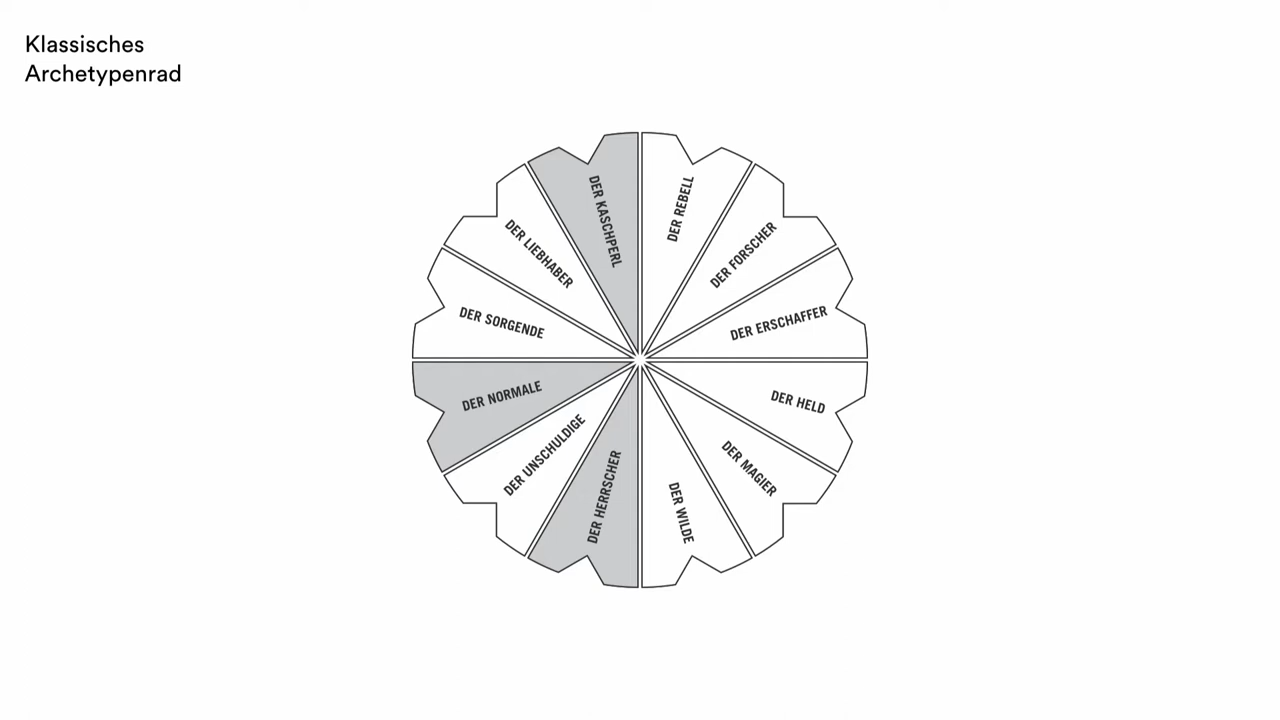 Klassisches
Archetypenrad
DER KASCHPERL
DER REBELL
DER LIEBHABER
DER FORSCHER
DER SORGENDE
DER ERSCHAFFER
DER NORMALE
DER HELD
DER UNSCHULDIGE
DER MAGIER
DER HERRSCHER
DER WILDE